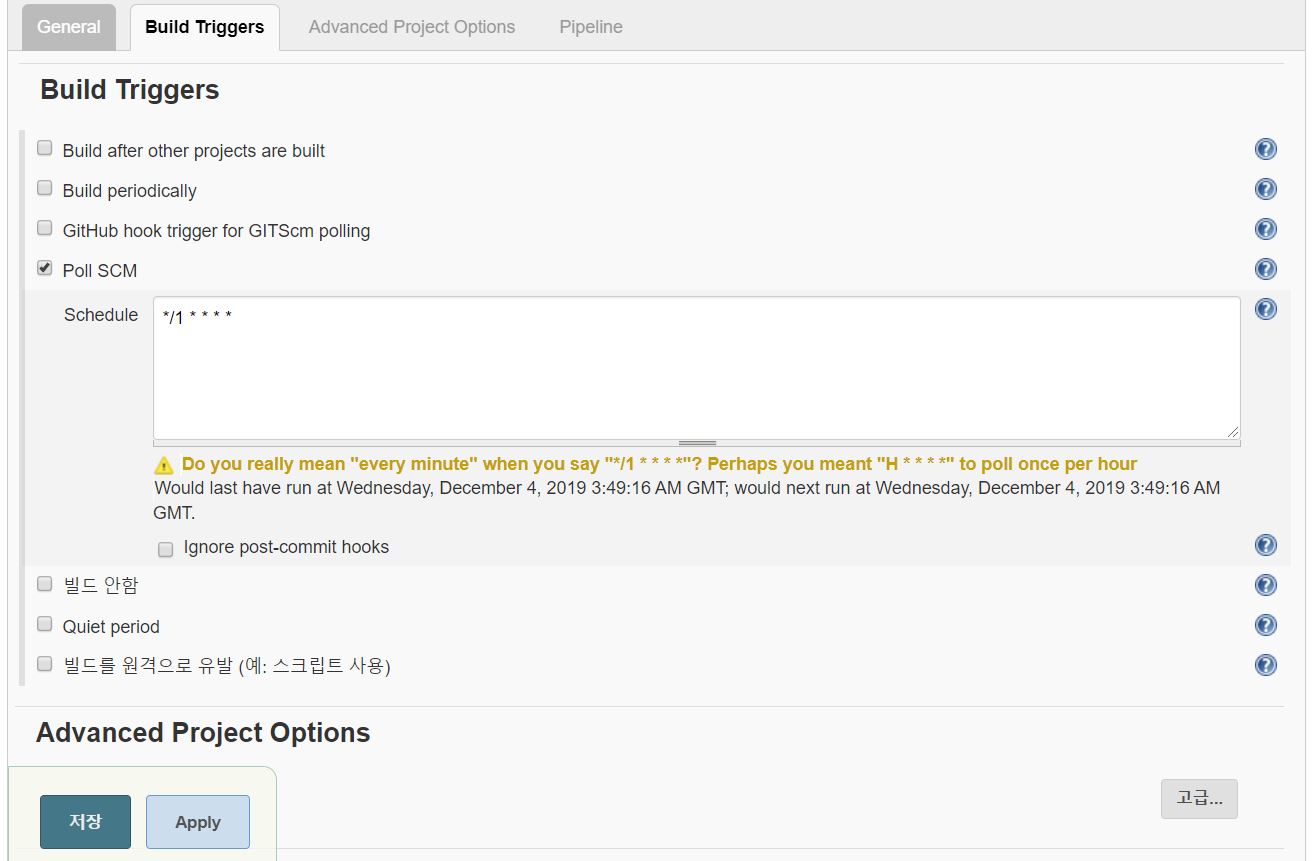 General
Build Triggers
Advanced Project Options
Pipeline
Build Triggers
Build after other projects are built
Build periodically
GitHub hook trigger for GITScm polling
Poll SCM
Schedule
*/1 * * * *
Do you really mean "every minute" when you say "*/1 * * * *"? Perhaps you meant "H * * * *" to poll once per hour
Would last have run at Wednesday, December 4, 2019 3:49:16 AM GMT; would next run at Wednesday, December 4, 2019 3:49:16 AM
GMT.
Ignore post-commit hooks
빌드 안함
Quiet period
빌드를 원격으로 유발 (예: 스크립트 사용)
Advanced Project Options
고급...
저장
Apply